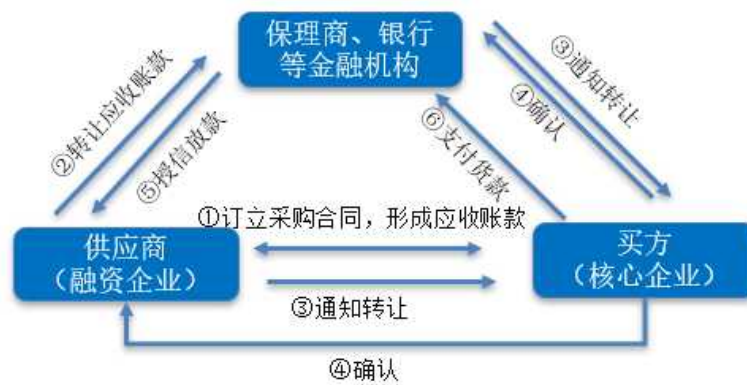 保理商、银行
等金融机构
②转让应收账款
⑤授信放款
③通知转让
④确认
⑥支付货款
①订立采购合同，形成应收账款
供应商
（融资企业）
买方
（核心企业）
③通知转让
④确认